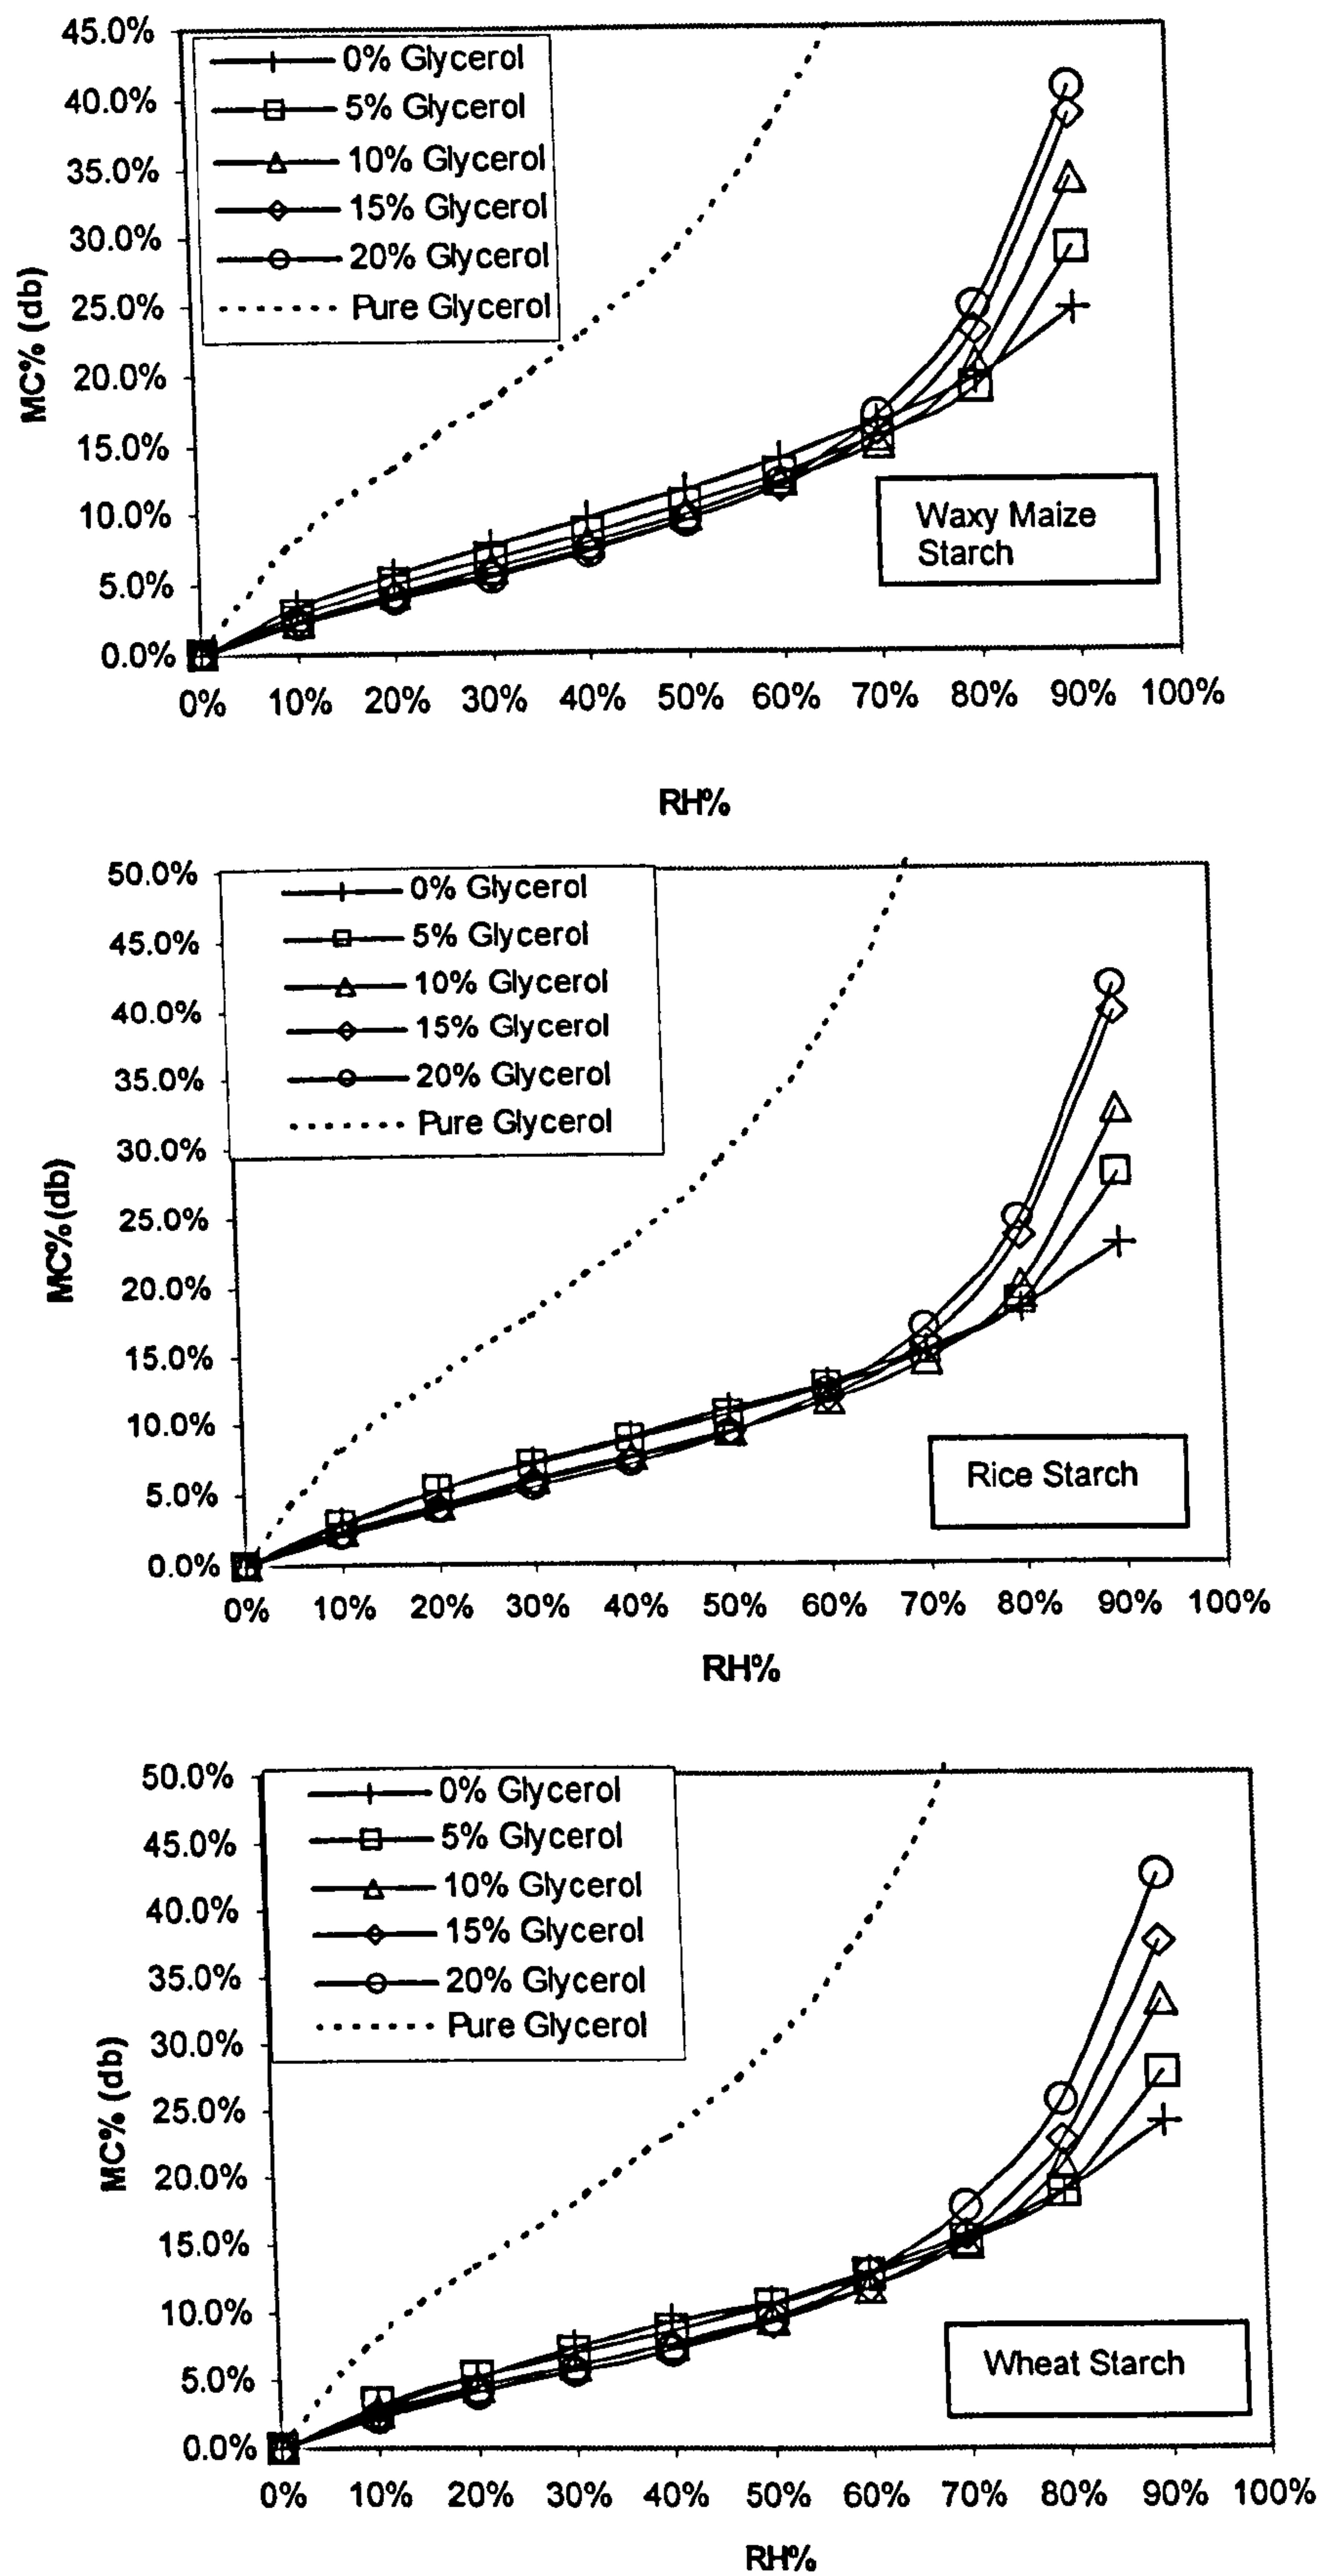 45.0%
40.0%
35.0%
30.0%
25.0%
20.0%
15.0%
10.0%
5.0%
0.0%
MC% (db)
0% Glycerol
5% Glycerol
10% Glycerol
15% Glycerol
20% Glycerol
Pure Glycerol
Waxy Maize
Starch
0% 10% 20% 30% 40% 50% 60% 70% 80% 90% 100%
RH%
50.0%
45.0%
40.0%
35.0%
30.0%
25.0%
20.0%
15.0%
10.0%
5.0%
0.0%
MC%(db)
0% Glycerol
5% Glycerol
10% Glycerol
15% Glycerol
20% Glycerol
Pure Glycerol
Rice Starch
0% 10% 20% 30% 40% 50% 60% 70% 80% 90% 100%
RH%
50.0%
45.0%
40.0%
35.0%
30.0%
25.0%
20.0%
15.0%
10.0%
5.0%
0.0%
MC% (db)
0% Glycerol
5% Glycerol
10% Glycerol
15% Glycerol
20% Glycerol
Pure Glycerol
Wheat Starch
0% 10% 20% 30% 40% 50% 60% 70% 80% 90% 100%
RH%